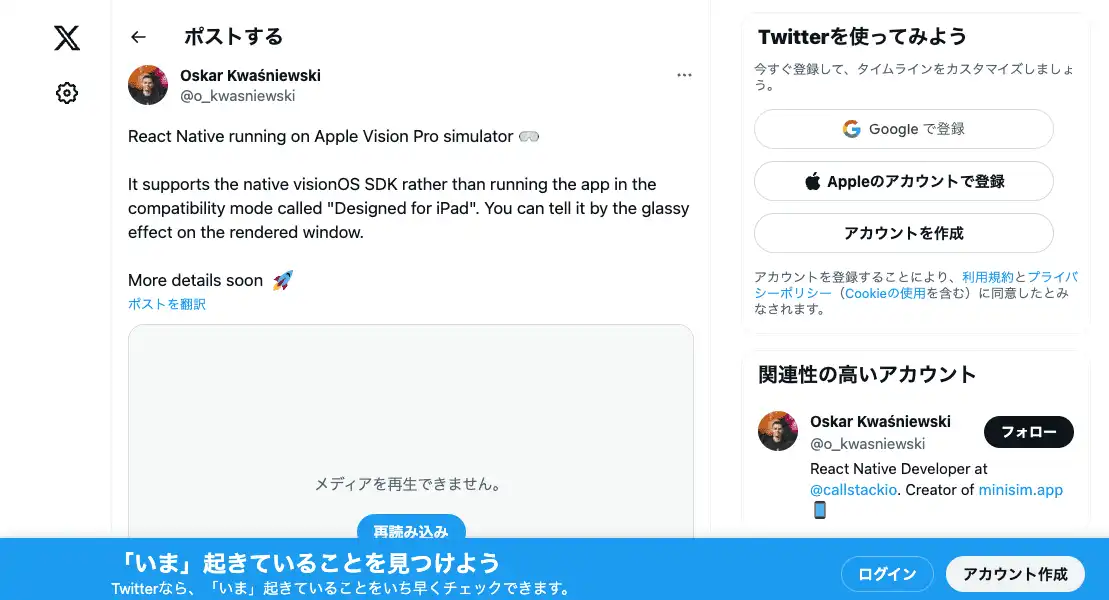 ポストする
Oskar Kwaśniewski
@o_kwasniewski
React Native running on Apple Vision Pro simulator 🥽
It supports the native visionOS SDK rather than running the app in the
compatibility mode called "Designed for iPad". You can tell it by the glassy
effect on the rendered window.
More details soon 🚀
ポストを翻訳
メディアを再生できません。
再読み込み
Twitterを使ってみよう
今すぐ登録して、タイムラインをカスタマイズしましょ
う。
Google で登録
Appleのアカウントで登録
アカウントを作成
アカウントを登録することにより、利用規約とプライバ
シーポリシー（Cookieの使用を含む）に同意したとみ
なされます。
関連性の高いアカウント
Oskar Kwaśniewski
@o_kwasniewski
フォロー
React Native Developer at
@callstackio. Creator of minisim.app
📱
「いま」起きていることを見つけよう
Twitterなら、「いま」起きていることをいち早くチェックできます。
ログイン
アカウント作成